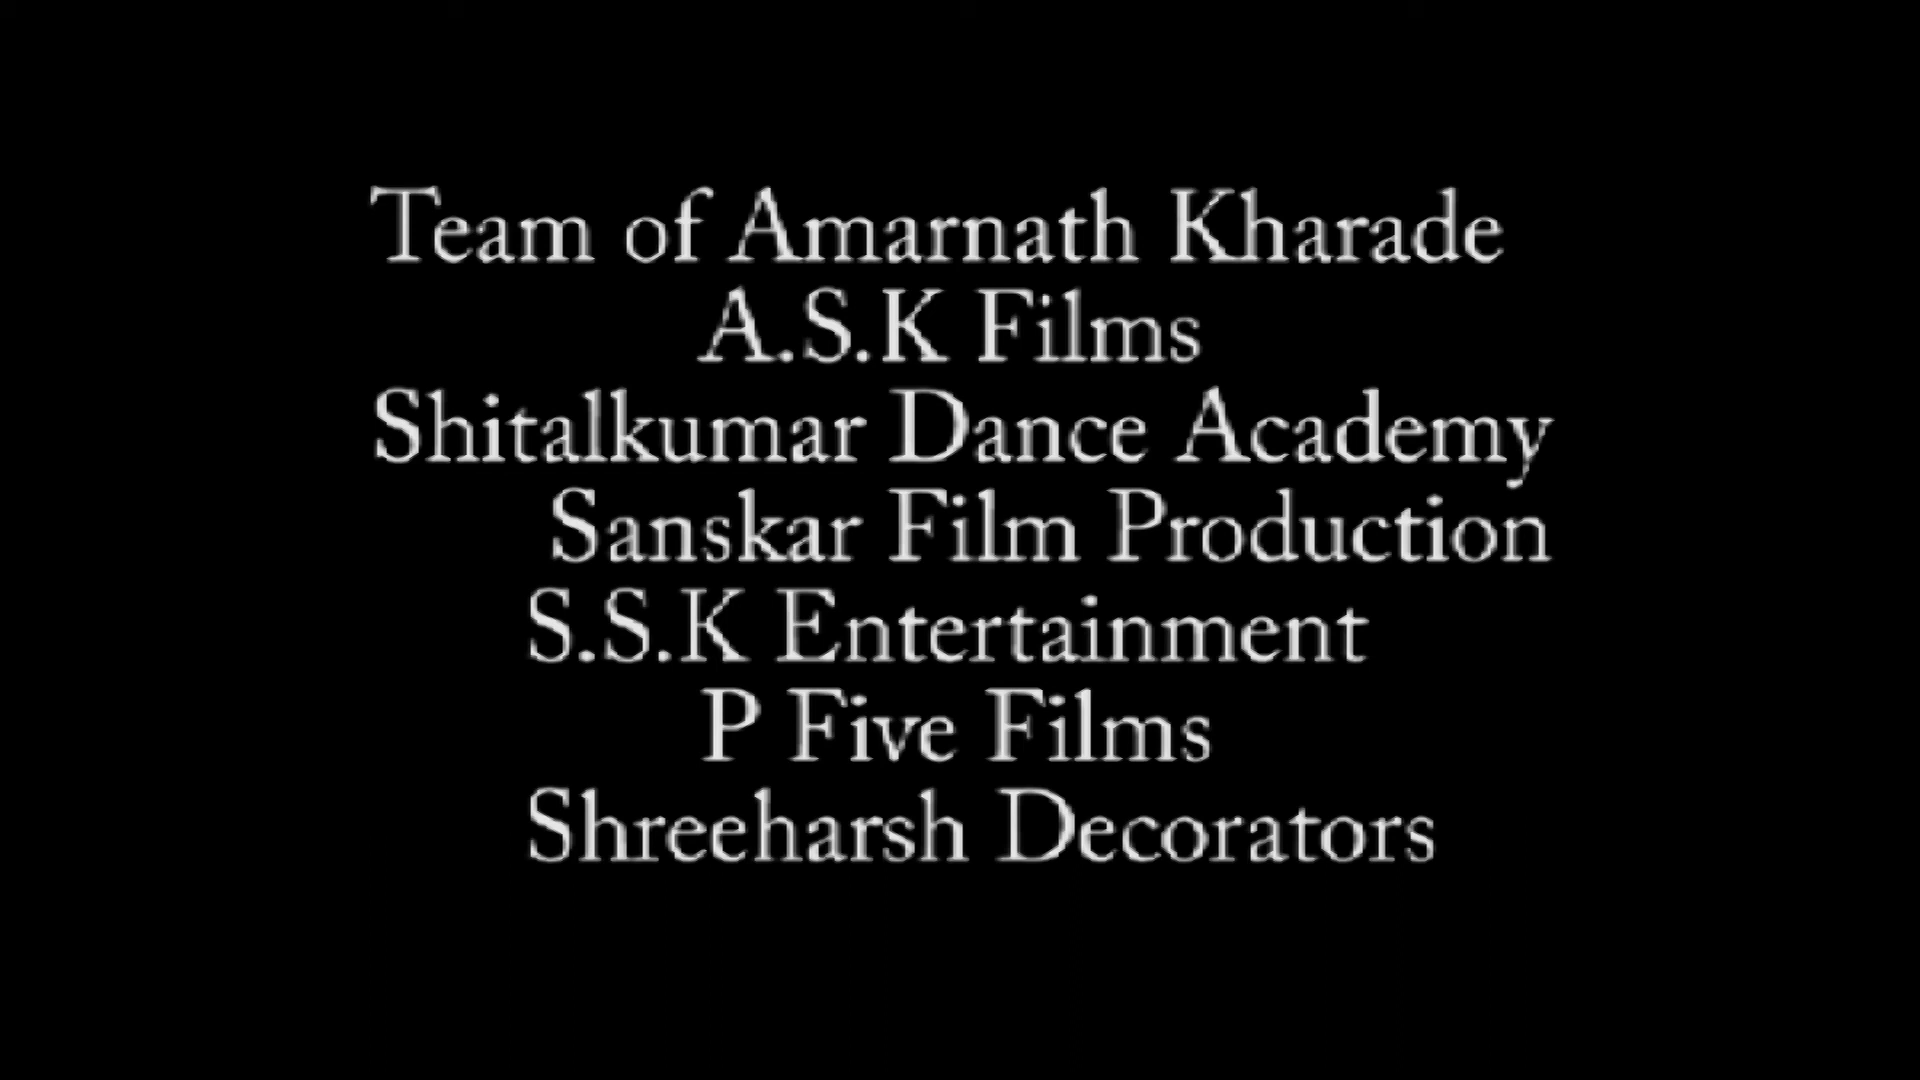 Team of Amarnath Kharade
A.S.K Films
Shitalkumar Dance Academy
Sanskar Film Production
S.S.K Entertainment
P Five Films
Shreeharsh Decorators